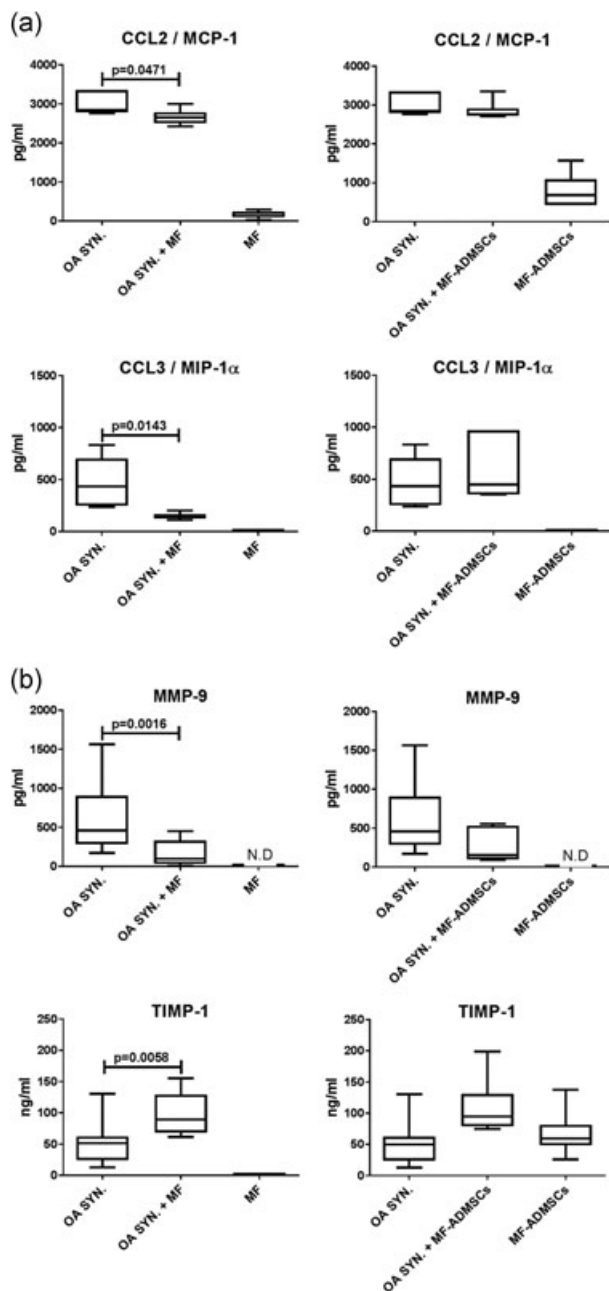 (a)
CCL2 / MCP-1
p=0.0471
4000
3000
2000
1000
0
pg/ml
OA SYN.
OA SYN. + MF
MF
CCL2 / MCP-1
4000
3000
2000
1000
0
pg/ml
OA SYN.
OA SYN. + MF-ADMSCs
MF-ADMSCs
CCL3 / MIP-1α
p=0.0143
1500
1000
500
0
pg/ml
OA SYN.
OA SYN. + MF
MF
CCL3 / MIP-1α
1500
1000
500
0
pg/ml
OA SYN.
OA SYN. + MF-ADMSCs
MF-ADMSCs
(b)
MMP-9
p=0.0016
2000
1500
1000
500
0
pg/ml
N.D
OA SYN.
OA SYN. + MF
MF
MMP-9
2000
1500
1000
500
0
pg/ml
N.D
OA SYN.
OA SYN. + MF-ADMSCs
MF-ADMSCs
TIMP-1
p=0.0058
250
200
150
100
50
0
ng/ml
OA SYN.
OA SYN. + MF
MF
TIMP-1
250
200
150
100
50
0
ng/ml
OA SYN.
OA SYN. + MF-ADMSCs
MF-ADMSCs